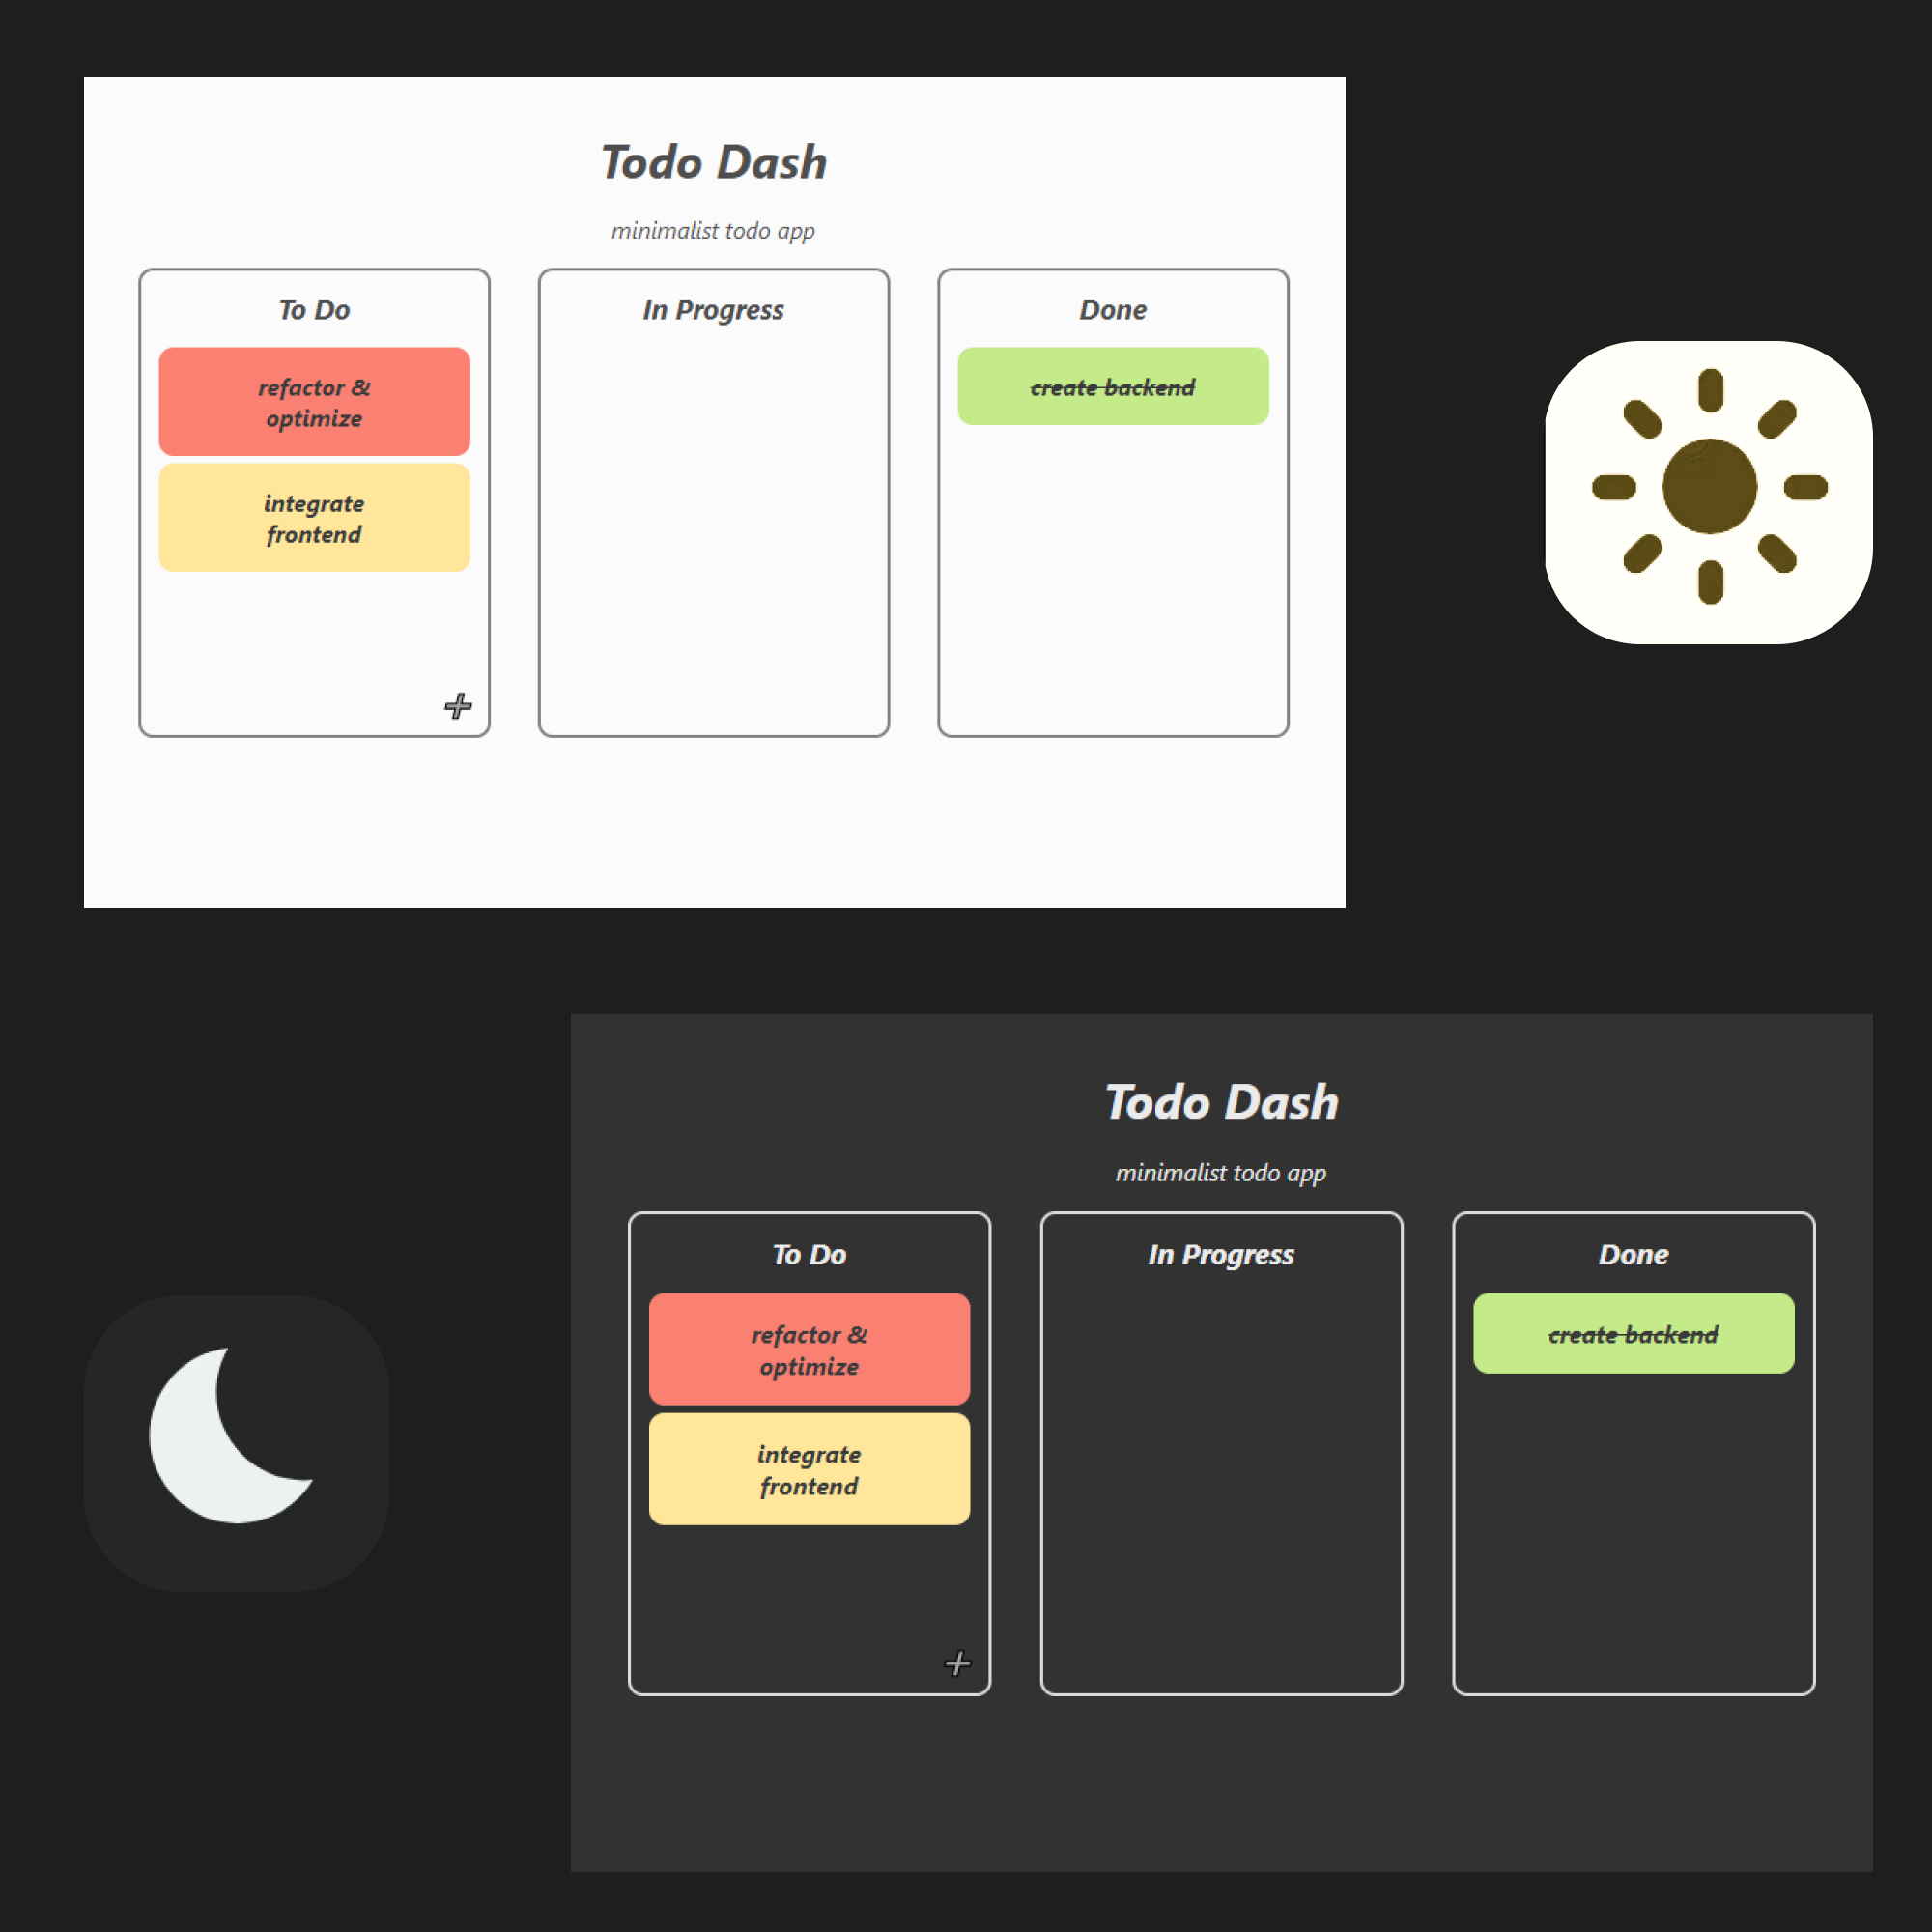 Todo Dash
minimalist todo app
To Do
refactor &
optimize
integrate
frontend
In Progress
Done
create backend
Todo Dash
minimalist todo app
To Do
refactor &
optimize
integrate
frontend
In Progress
Done
create backend